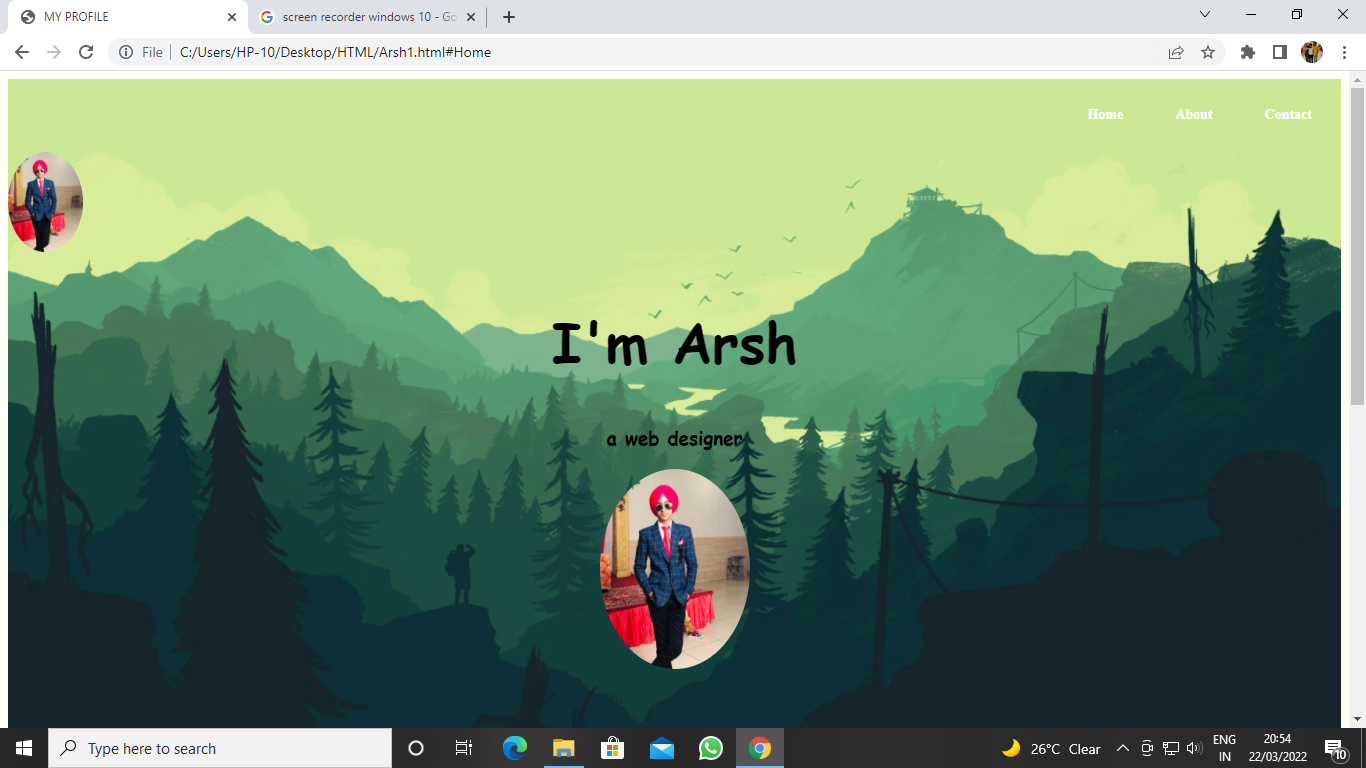 MY PROFILE
screen recorder windows 10 - Go
File
C:/Users/HP-10/Desktop/HTML/Arsh1.html#Home
Home About Contact
I'm Arsh
a web designer
Type here to search
26°C Clear
ENG
IN
20:54
22/03/2022
10